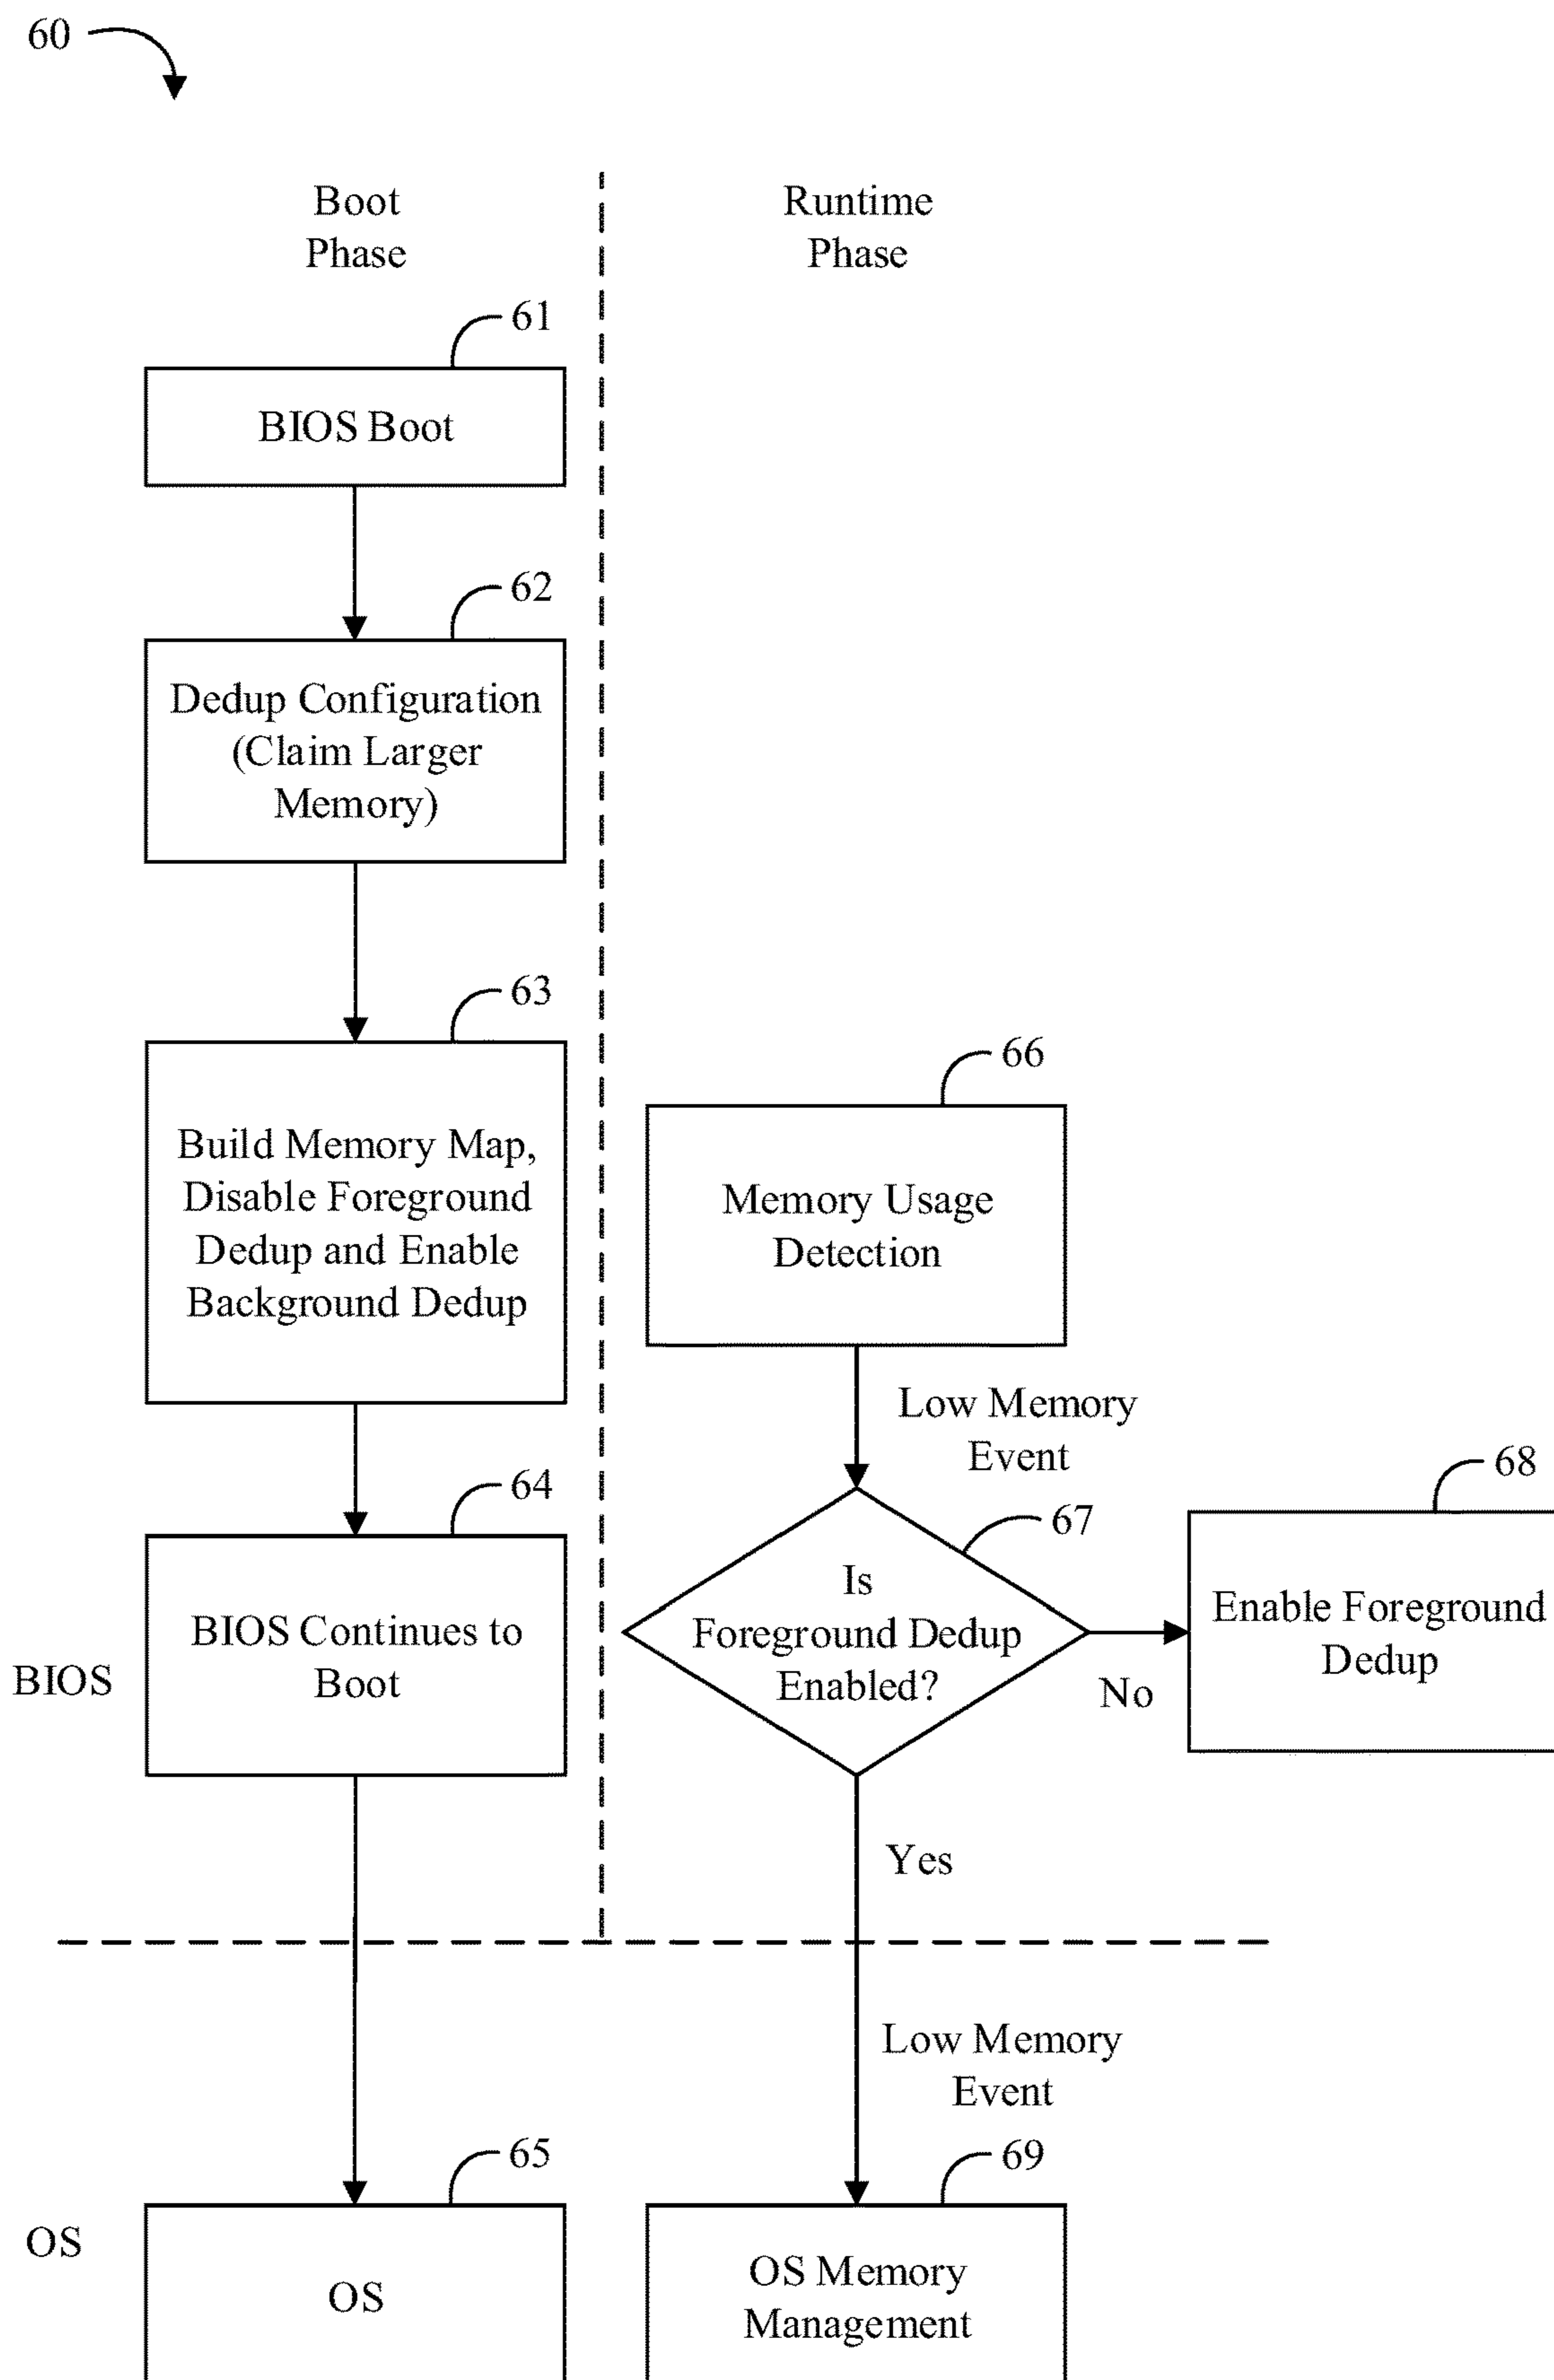 60
Boot
Phase
Runtime
Phase
61
BIOS Boot
62
Dedup Configuration
(Claim Larger
Memory)
63
Build Memory Map,
Disable Foreground
Dedup and Enable
Background Dedup
66
Memory Usage
Detection
Low Memory
Event
64
BIOS Continues to
Boot
BIOS
67
Is
Foreground Dedup
Enabled?
No
68
Enable Foreground
Dedup
Yes
Low Memory
Event
65
OS
OS
69
OS Memory
Management